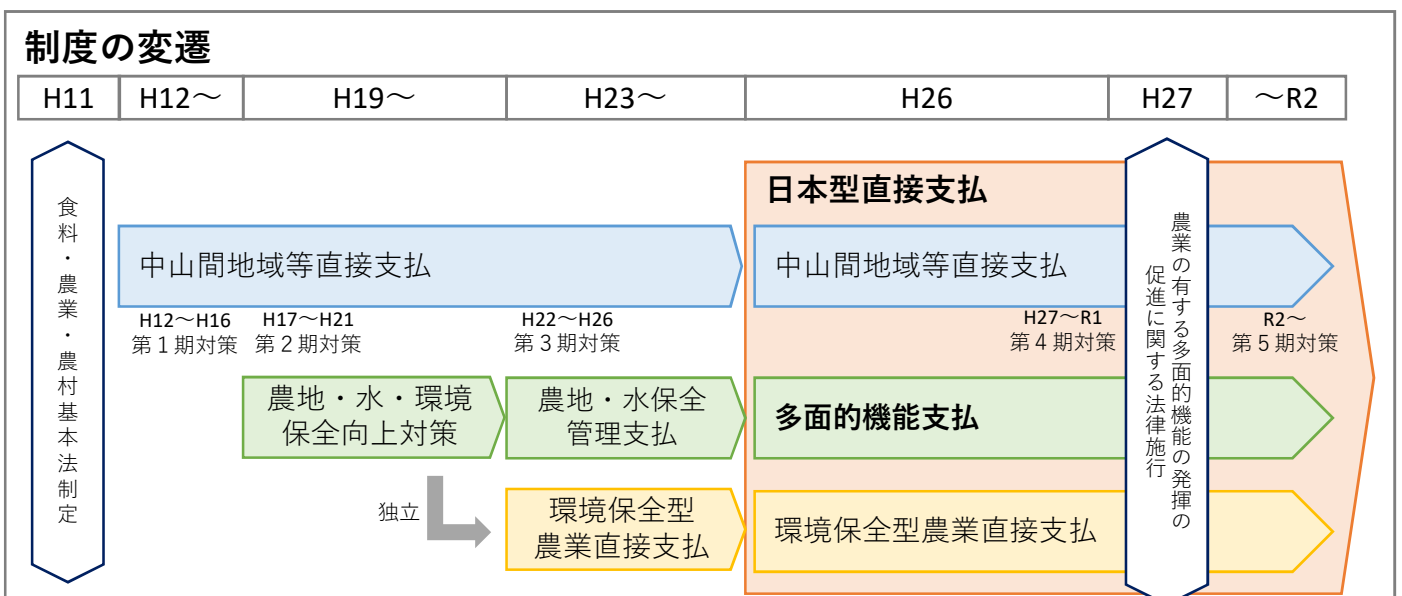 制度の変遷
H11
H12～
H19～
H23～
H26
H27
～R2
食料・農業・農村基本法制定
日本型直接支払
農業の有する多面的機能の発揮の
促進に関する法律施行
中山間地域等直接支払
中山間地域等直接支払
H12～H16
第１期対策
H17～H21
第２期対策
H22～H26
第３期対策
H27～R1
第４期対策
R2～
第５期対策
農地・水・環境
保全向上対策
農地・水保全
管理支払
多面的機能支払
独立
環境保全型
農業直接支払
環境保全型農業直接支払